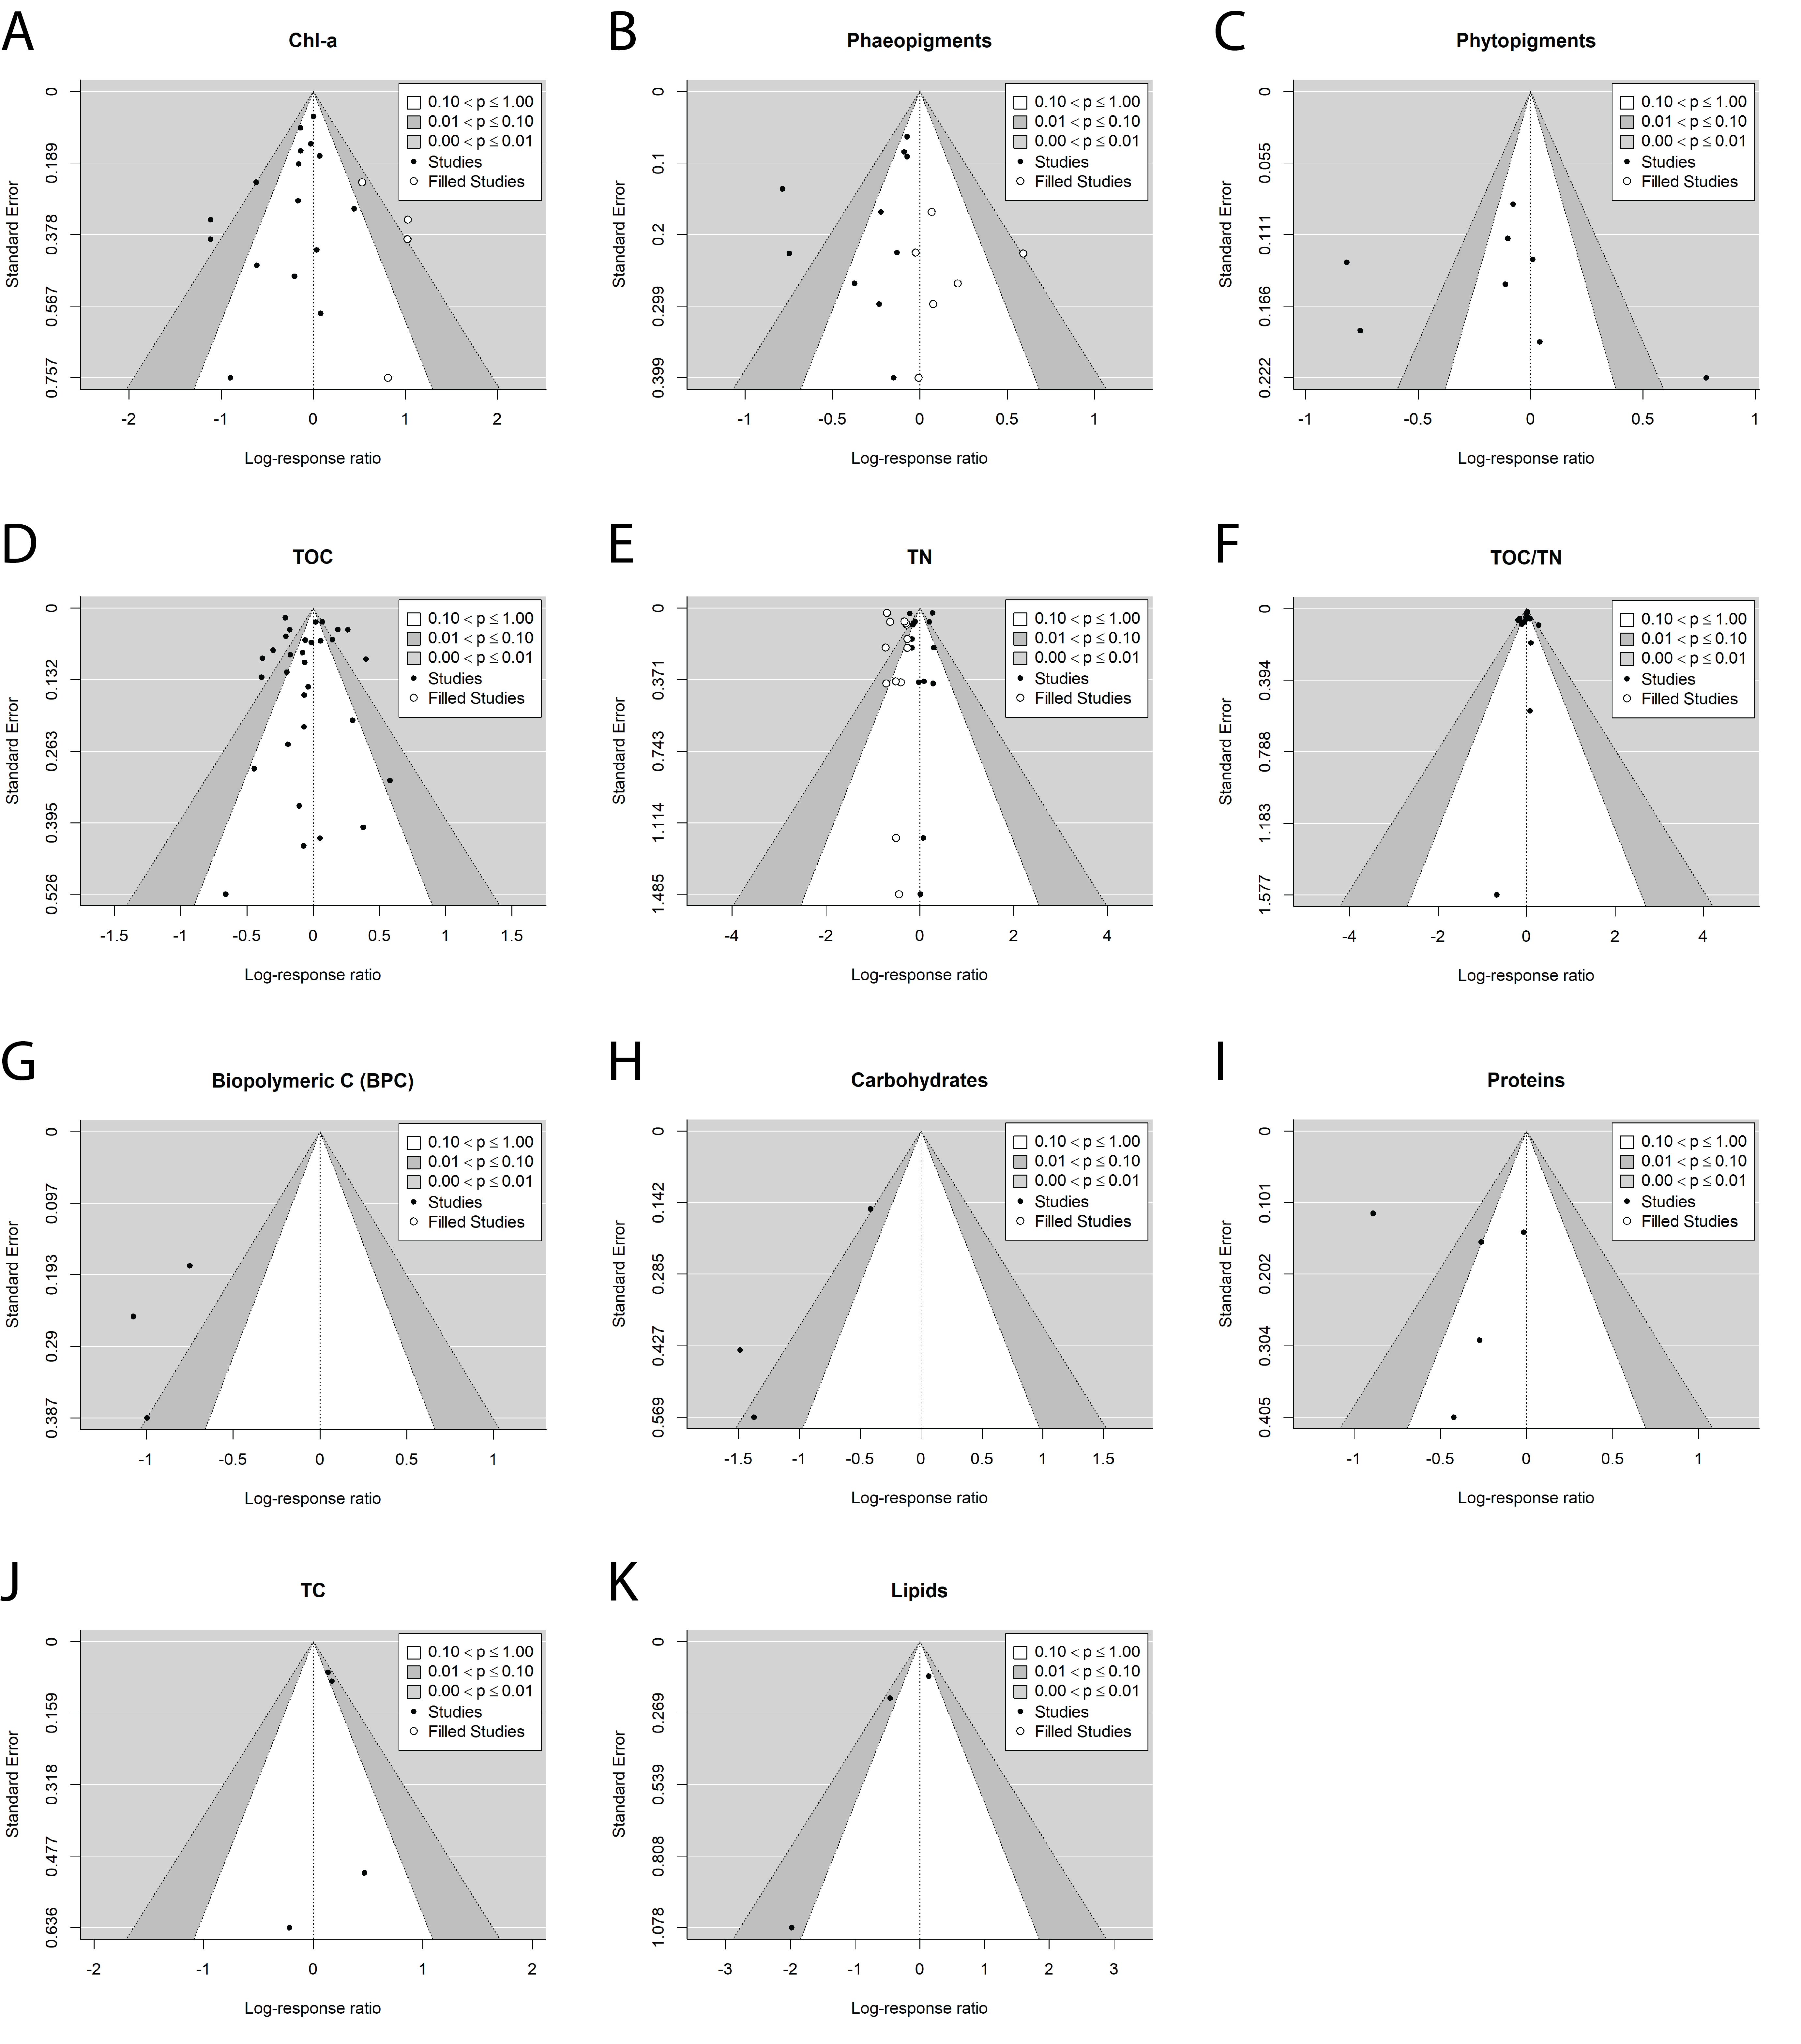 A
Chl-a
0.10 < p ≤ 1.00
0.01 < p ≤ 0.10
0.00 < p ≤ 0.01
Studies
Filled Studies
Standard Error
0
0.189
0.378
0.567
0.757
-2 -1 0 1 2
Log-response ratio
B
Phaeopigments
0.10 < p ≤ 1.00
0.01 < p ≤ 0.10
0.00 < p ≤ 0.01
Studies
Filled Studies
Standard Error
0
0.1
0.2
0.299
0.399
-1 -0.5 0 0.5 1
Log-response ratio
C
Phytopigments
0.10 < p ≤ 1.00
0.01 < p ≤ 0.10
0.00 < p ≤ 0.01
Studies
Filled Studies
Standard Error
0
0.055
0.111
0.166
0.222
-1 -0.5 0 0.5 1
Log-response ratio
D
TOC
0.10 < p ≤ 1.00
0.01 < p ≤ 0.10
0.00 < p ≤ 0.01
Studies
Filled Studies
Standard Error
0
0.132
0.263
0.395
0.526
-1.5 -1 -0.5 0 0.5 1 1.5
Log-response ratio
E
TN
0.10 < p ≤ 1.00
0.01 < p ≤ 0.10
0.00 < p ≤ 0.01
Studies
Filled Studies
Standard Error
0
0.371
0.743
1.114
1.485
-4 -2 0 2 4
Log-response ratio
F
TOC/TN
0.10 < p ≤ 1.00
0.01 < p ≤ 0.10
0.00 < p ≤ 0.01
Studies
Filled Studies
Standard Error
0
0.394
0.788
1.183
1.577
-4 -2 0 2 4
Log-response ratio
G
Biopolymeric C (BPC)
0.10 < p ≤ 1.00
0.01 < p ≤ 0.10
0.00 < p ≤ 0.01
Studies
Filled Studies
Standard Error
0
0.097
0.193
0.29
0.387
-1 -0.5 0 0.5 1
Log-response ratio
H
Carbohydrates
0.10 < p ≤ 1.00
0.01 < p ≤ 0.10
0.00 < p ≤ 0.01
Studies
Filled Studies
Standard Error
0
0.142
0.285
0.427
0.569
-1.5 -1 -0.5 0 0.5 1 1.5
Log-response ratio
I
Proteins
0.10 < p ≤ 1.00
0.01 < p ≤ 0.10
0.00 < p ≤ 0.01
Studies
Filled Studies
Standard Error
0
0.101
0.202
0.304
0.405
-1 -0.5 0 0.5 1
Log-response ratio
J
TC
0.10 < p ≤ 1.00
0.01 < p ≤ 0.10
0.00 < p ≤ 0.01
Studies
Filled Studies
Standard Error
0
0.159
0.318
0.477
0.636
-2 -1 0 1 2
Log-response ratio
K
Lipids
0.10 < p ≤ 1.00
0.01 < p ≤ 0.10
0.00 < p ≤ 0.01
Studies
Filled Studies
Standard Error
0
0.269
0.539
0.808
1.078
-3 -2 -1 0 1 2 3
Log-response ratio